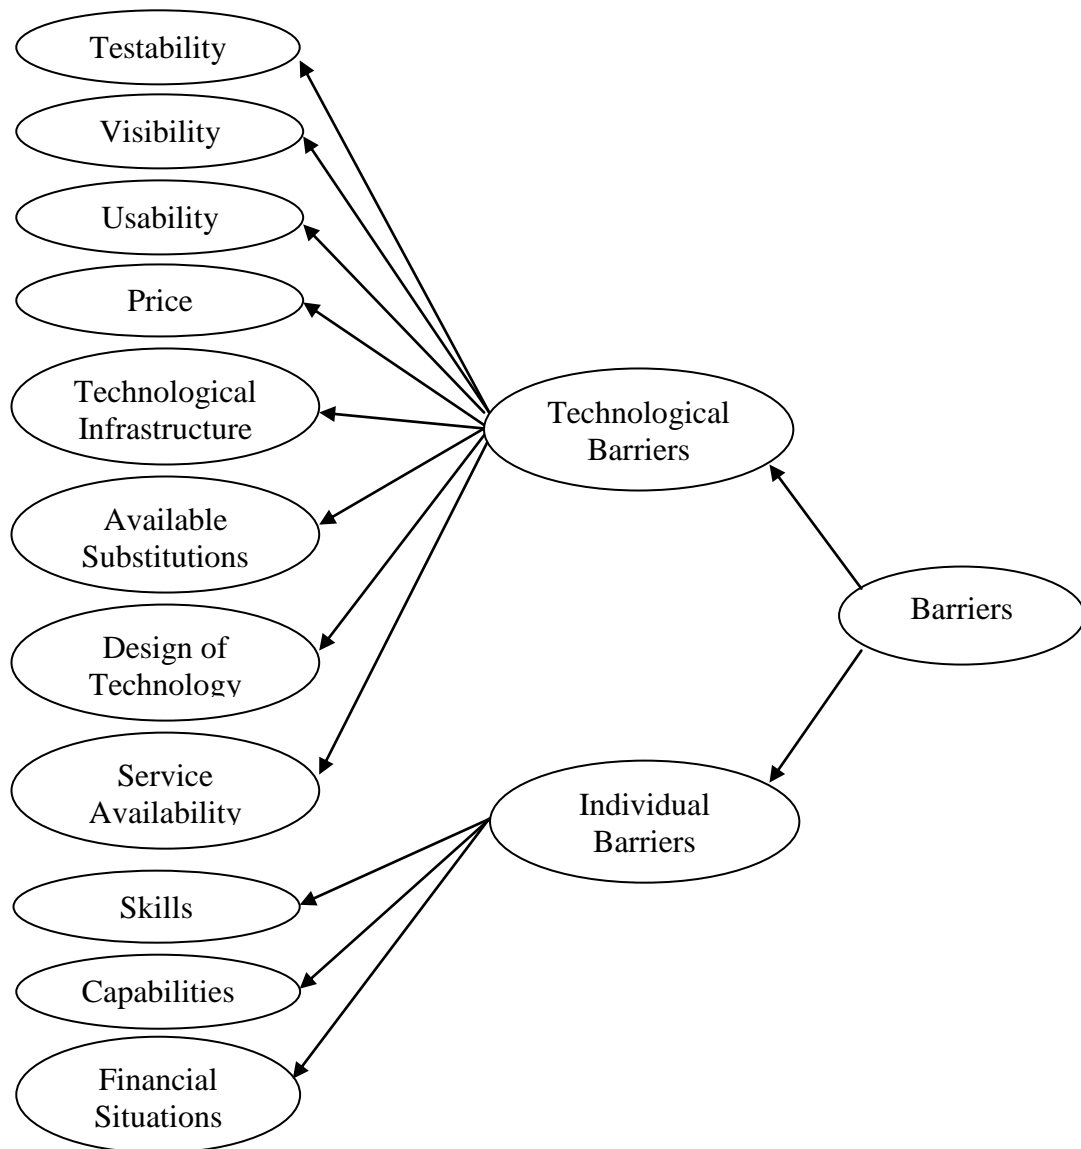 Testability
Visibility
Usability
Price
Technological
Infrastructure
Available
Substitutions
Design of
Technology
Service
Availability
Skills
Capabilities
Financial
Situations
Technological
Barriers
Individual
Barriers
Barriers